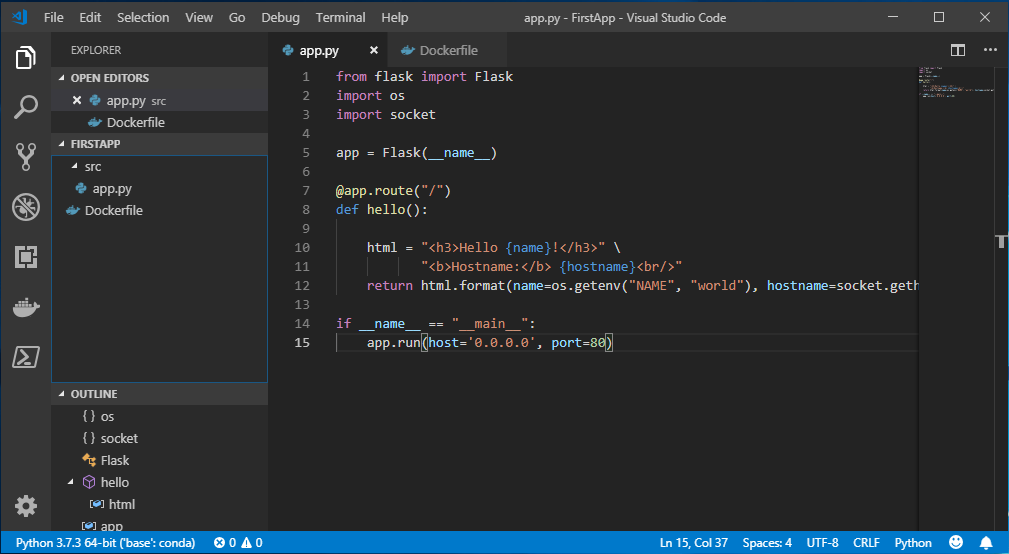 File Edit Selection View Go Debug Terminal Help app.py - FirstApp - Visual Studio Code
EXPLORER
OPEN EDITORS
app.py src
Dockerfile
FIRSTAPP
src
app.py
Dockerfile
OUTLINE
{ } os
{ } socket
Flask
hello
html
app
app.py Dockerfile
1 from flask import Flask
2 import os
3 import socket
4
5 app = Flask(__name__)
6
7 @app.route("/")
8 def hello():
9
10 html = "<h3>Hello {name}!</h3>" \
11 "<b>Hostname:</b> {hostname}<br/>"
12 return html.format(name=os.getenv("NAME", "world"), hostname=socket.geth
13
14 if __name__ == "__main__":
15 app.run(host='0.0.0.0', port=80)
Python 3.7.3 64-bit ('base': conda) 0 0 Ln 15, Col 37 Spaces: 4 UTF-8 CRLF Python